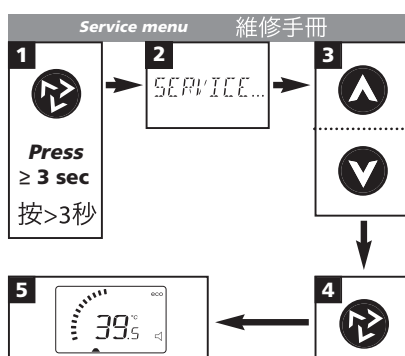 Service menu 維修手冊
1
2
3
SERVICE...
Press
≥ 3 sec
按>3秒
5
4
eco
39.5 °C